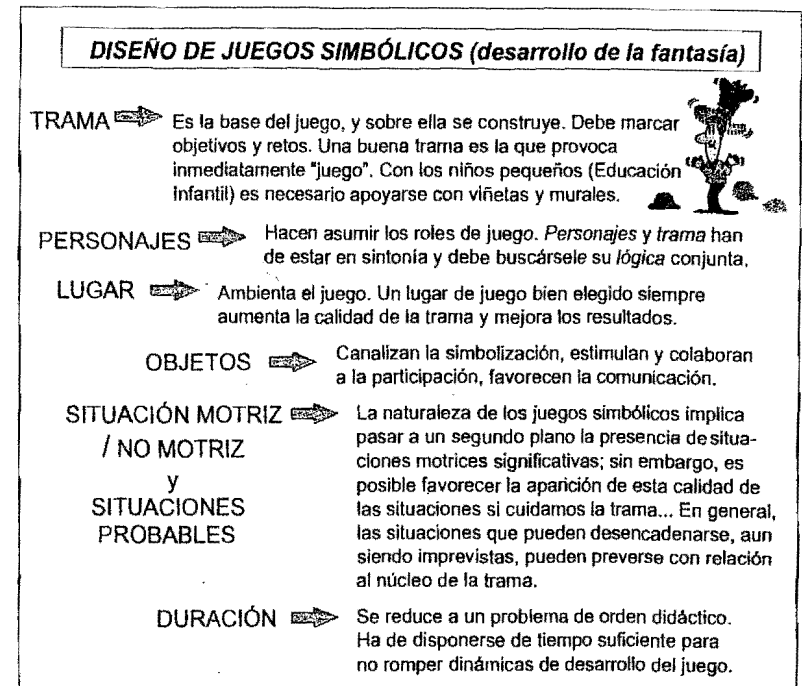 DISEÑO DE JUEGOS SIMBÓLICOS (desarrollo de la fantasía)
TRAMA
Es la base del juego, y sobre ella se construye. Debe marcar
objetivos y retos. Una buena trama es la que provoca
inmediatamente "juego". Con los niños pequeños (Educación
Infantil) es necesario apoyarse con viñetas y murales.
PERSONAJES
Hacen asumir los roles de juego. Personajes y trama han
de estar en sintonía y debe buscársele su lógica conjunta.
LUGAR
Ambienta el juego. Un lugar de juego bien elegido siempre
aumenta la calidad de la trama y mejora los resultados.
OBJETOS
Canalizan la simbolización, estimulan y colaboran
a la participación, favorecen la comunicación.
SITUACIÓN MOTRIZ
/ NO MOTRIZ
y
SITUACIONES
PROBABLES
La naturaleza de los juegos simbólicos implica
pasar a un segundo plano la presencia de situa-
ciones motrices significativas; sin embargo, es
posible favorecer la aparición de esta calidad de
las situaciones si cuidamos la trama... En general,
las situaciones que pueden desencadenarse, aun
siendo imprevistas, pueden preverse con relación
al núcleo de la trama.
DURACIÓN
Se reduce a un problema de orden didáctico.
Ha de disponerse de tiempo suficiente para
no romper dinámicas de desarrollo del juego.